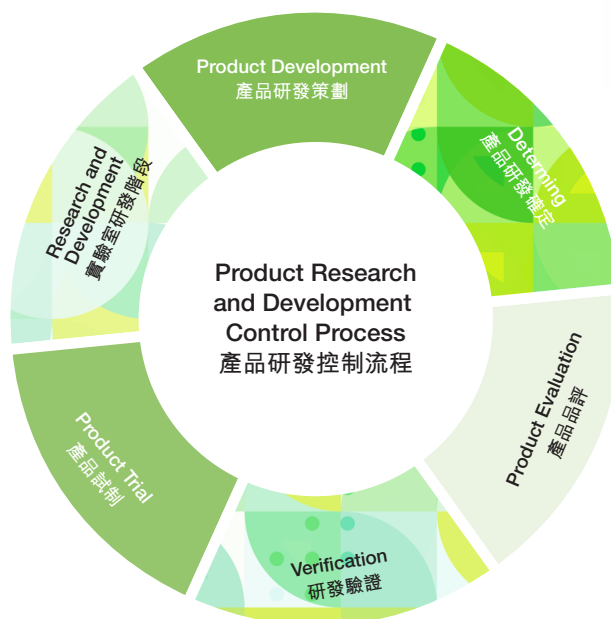 Product Development
產品研發策劃
Determing
產品研發確定
Product Evaluation
產品品評
Verification
研發驗證
Product Trial
產品試制
Research and
Development
實驗室研發階段
Product Research
and Development
Control Process
產品研發控制流程